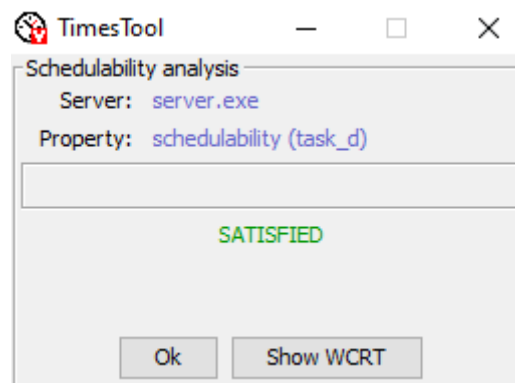 TimesTool
Schedulability analysis
Server: server.exe
Property: schedulability (task_d)
SATISFIED
Ok Show WCRT